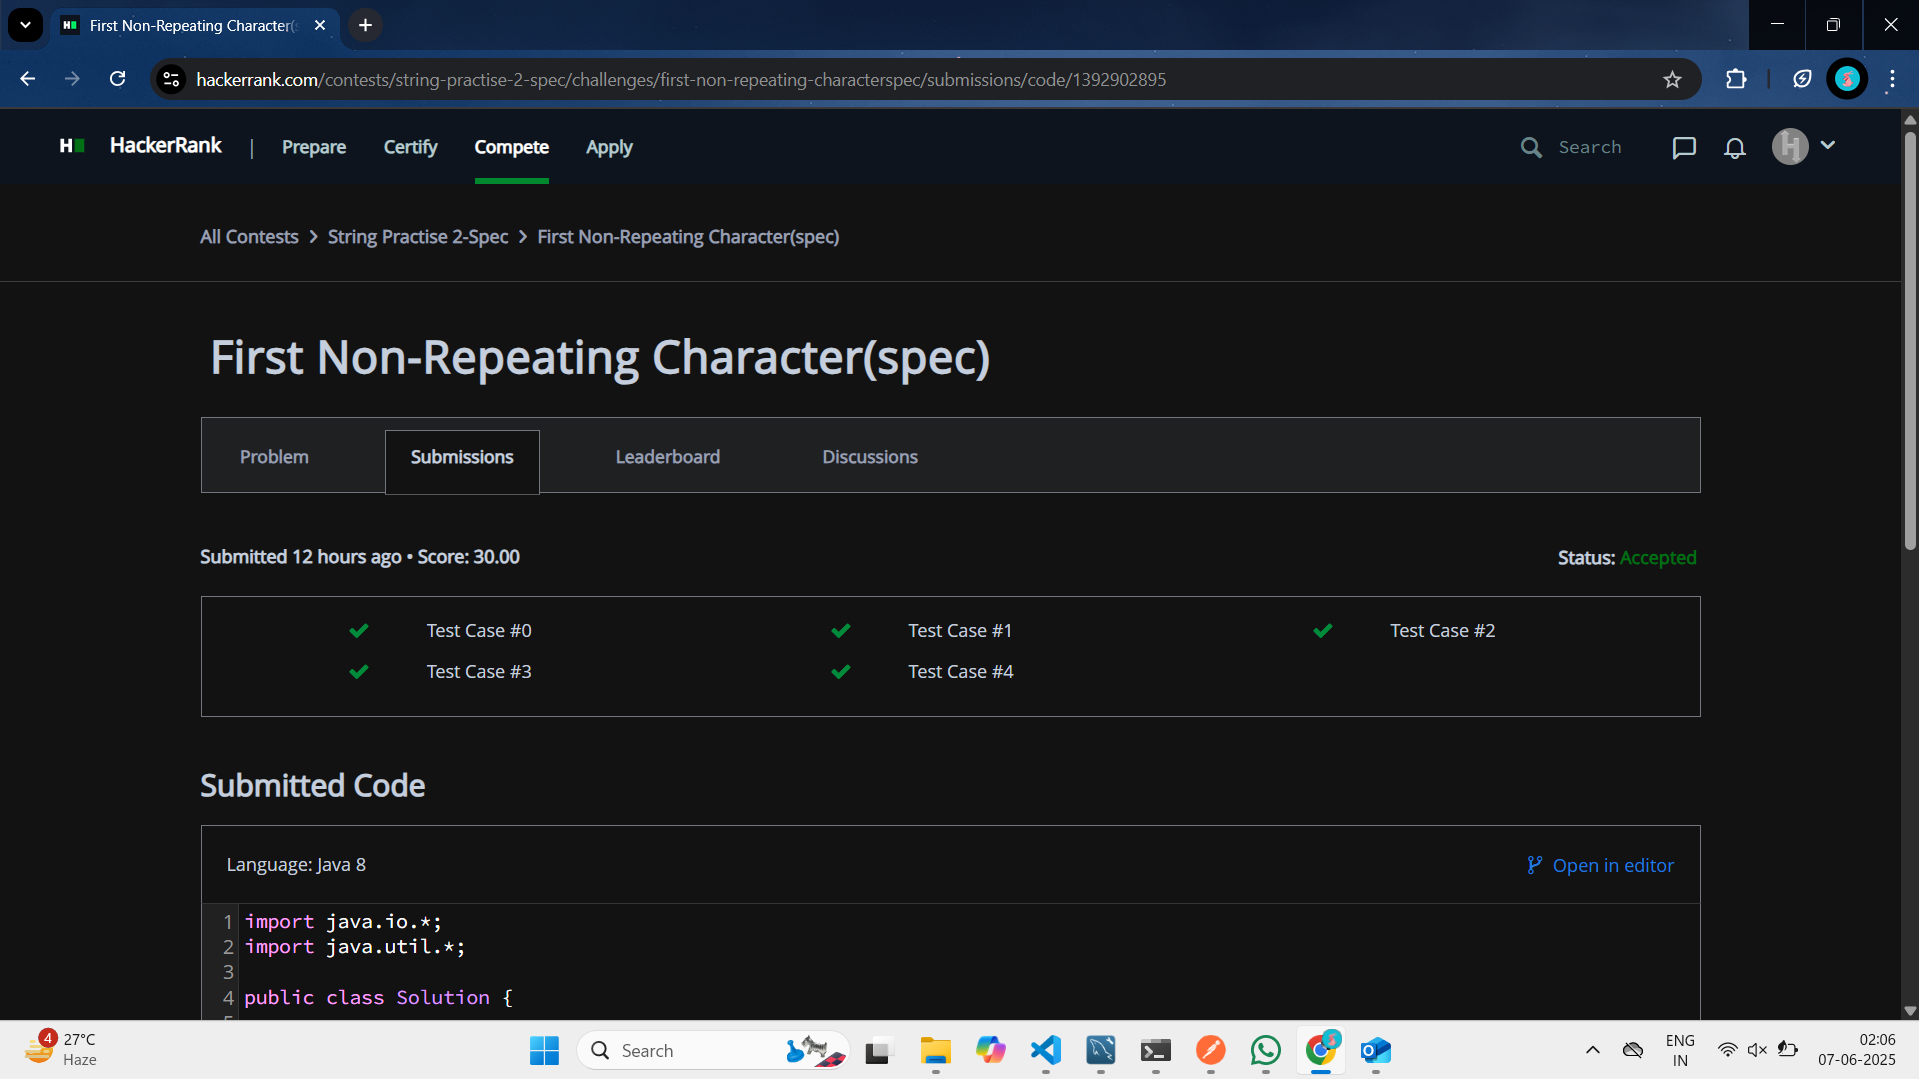 First Non-Repeating Character(s
hackerrank.com/contests/string-practise-2-spec/challenges/first-non-repeating-characterspec/submissions/code/1392902895
H
HackerRank | Prepare Certify Compete Apply Search
H
All Contests > String Practise 2-Spec > First Non-Repeating Character(spec)
First Non-Repeating Character(spec)
Problem Submissions Leaderboard Discussions
Submitted 12 hours ago • Score: 30.00 Status: Accepted
Test Case #0 Test Case #1 Test Case #2
Test Case #3 Test Case #4
Submitted Code
Language: Java 8 Open in editor
1 import java.io.*;
2 import java.util.*;
3
4 public class Solution {
4 27°C
Haze
Search
ENG
IN
02:06
07-06-2025